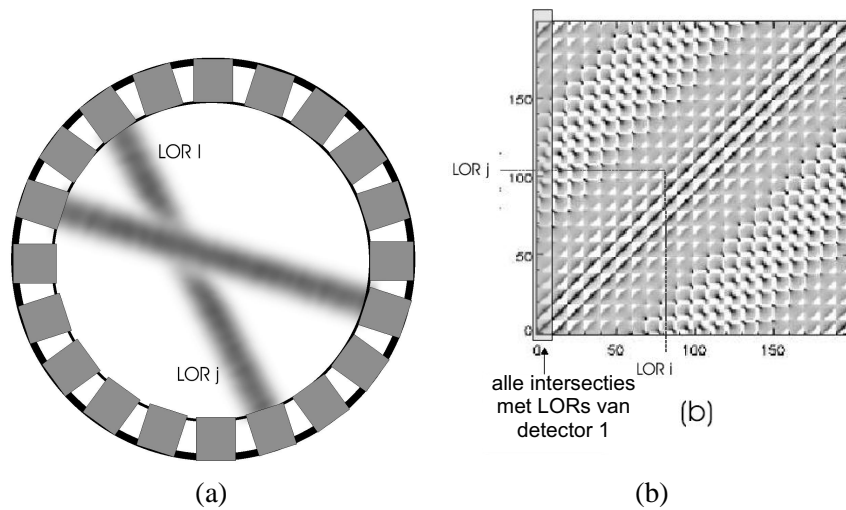 LOR l
LOR j
(a)
150
LOR j
100
50
0
0
50
100
150
LOR i
alle intersecties
met LORs van
detector 1
(b)
(b)